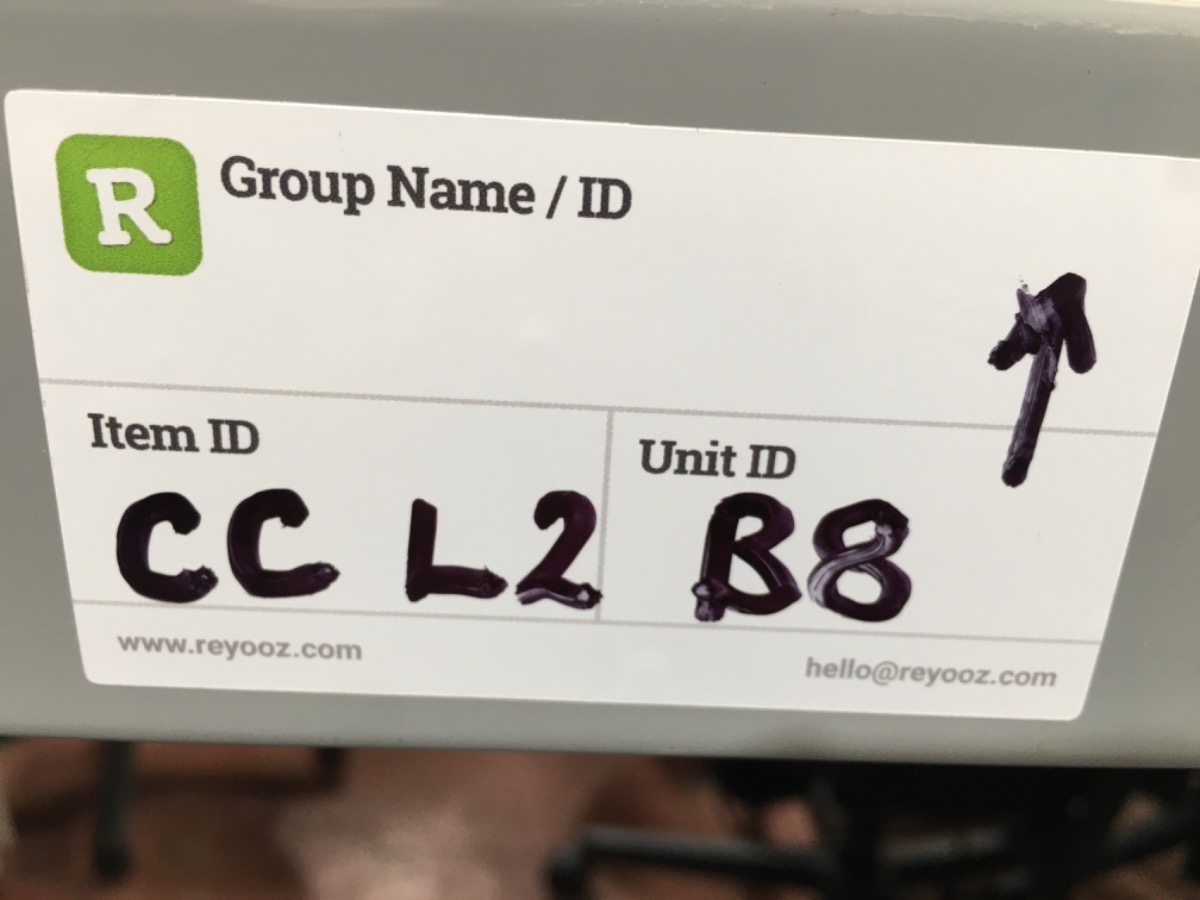 R
Group Name / ID
Item ID
Unit ID
CC L2
B8
www.reyooz.com
hello@reyooz.com